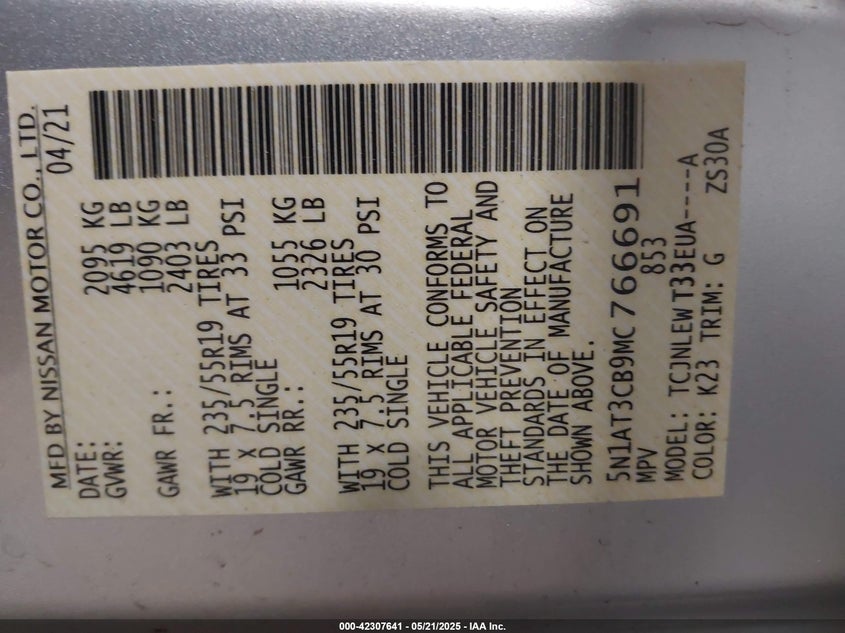 MFD BY NISSAN MOTOR CO., LTD.
DATE: 04/21
GVWR: 2095 KG
4619 LB
GAWR FR.: 1090 KG
2403 LB
WITH 235/55R19 TIRES
19 X 7.5 RIMS AT 33 PSI
COLD SINGLE
GAWR RR.: 1055 KG
2326 LB
WITH 235/55R19 TIRES
19 X 7.5 RIMS AT 30 PSI
COLD SINGLE
THIS VEHICLE CONFORMS TO
ALL APPLICABLE FEDERAL
MOTOR VEHICLE SAFETY AND
THEFT PREVENTION
STANDARDS IN EFFECT ON
THE DATE OF MANUFACTURE
SHOWN ABOVE.
5N1AT3CB9MC766691
MPV 853
MODEL: TCJNLEW T33EUA----A
COLOR: K23 TRIM: G ZS30A
000-42307641 - 05/21/2025 - IAA Inc.